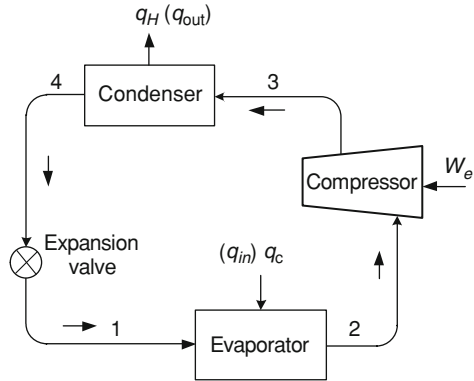 q_H (q_out)
4
3
Condenser
Compressor
W_e
Expansion
valve
(q_in) q_c
1
2
Evaporator